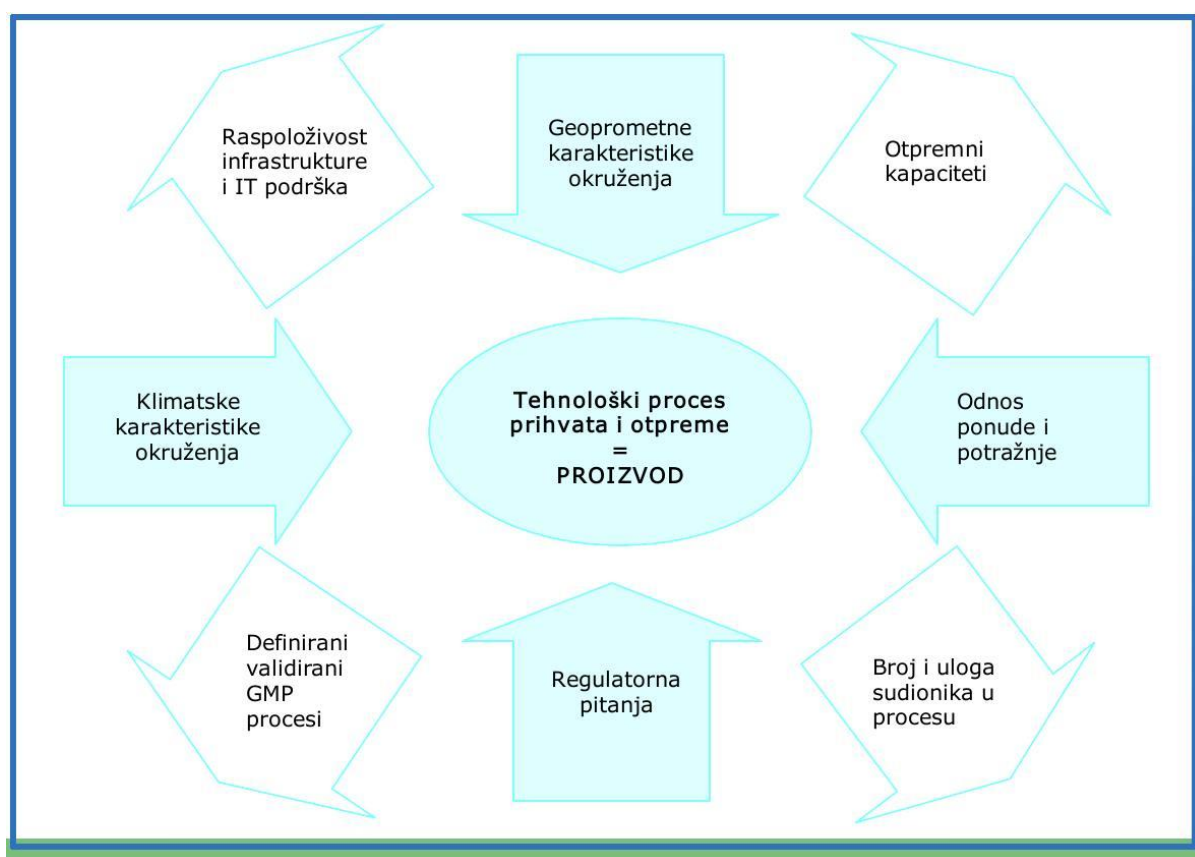 Raspoloživost
infrastrukture
i IT podrška
Geoprometne
karakteristike
okruženja
Otpremni
kapaciteti
Klimatske
karakteristike
okruženja
Tehnološki proces
prihvata i otpreme
=
PROIZVOD
Odnos
ponude i
potražnje
Definirani
validirani
GMP
procesi
Regulatorna
pitanja
Broj i uloga
sudionika u
procesu